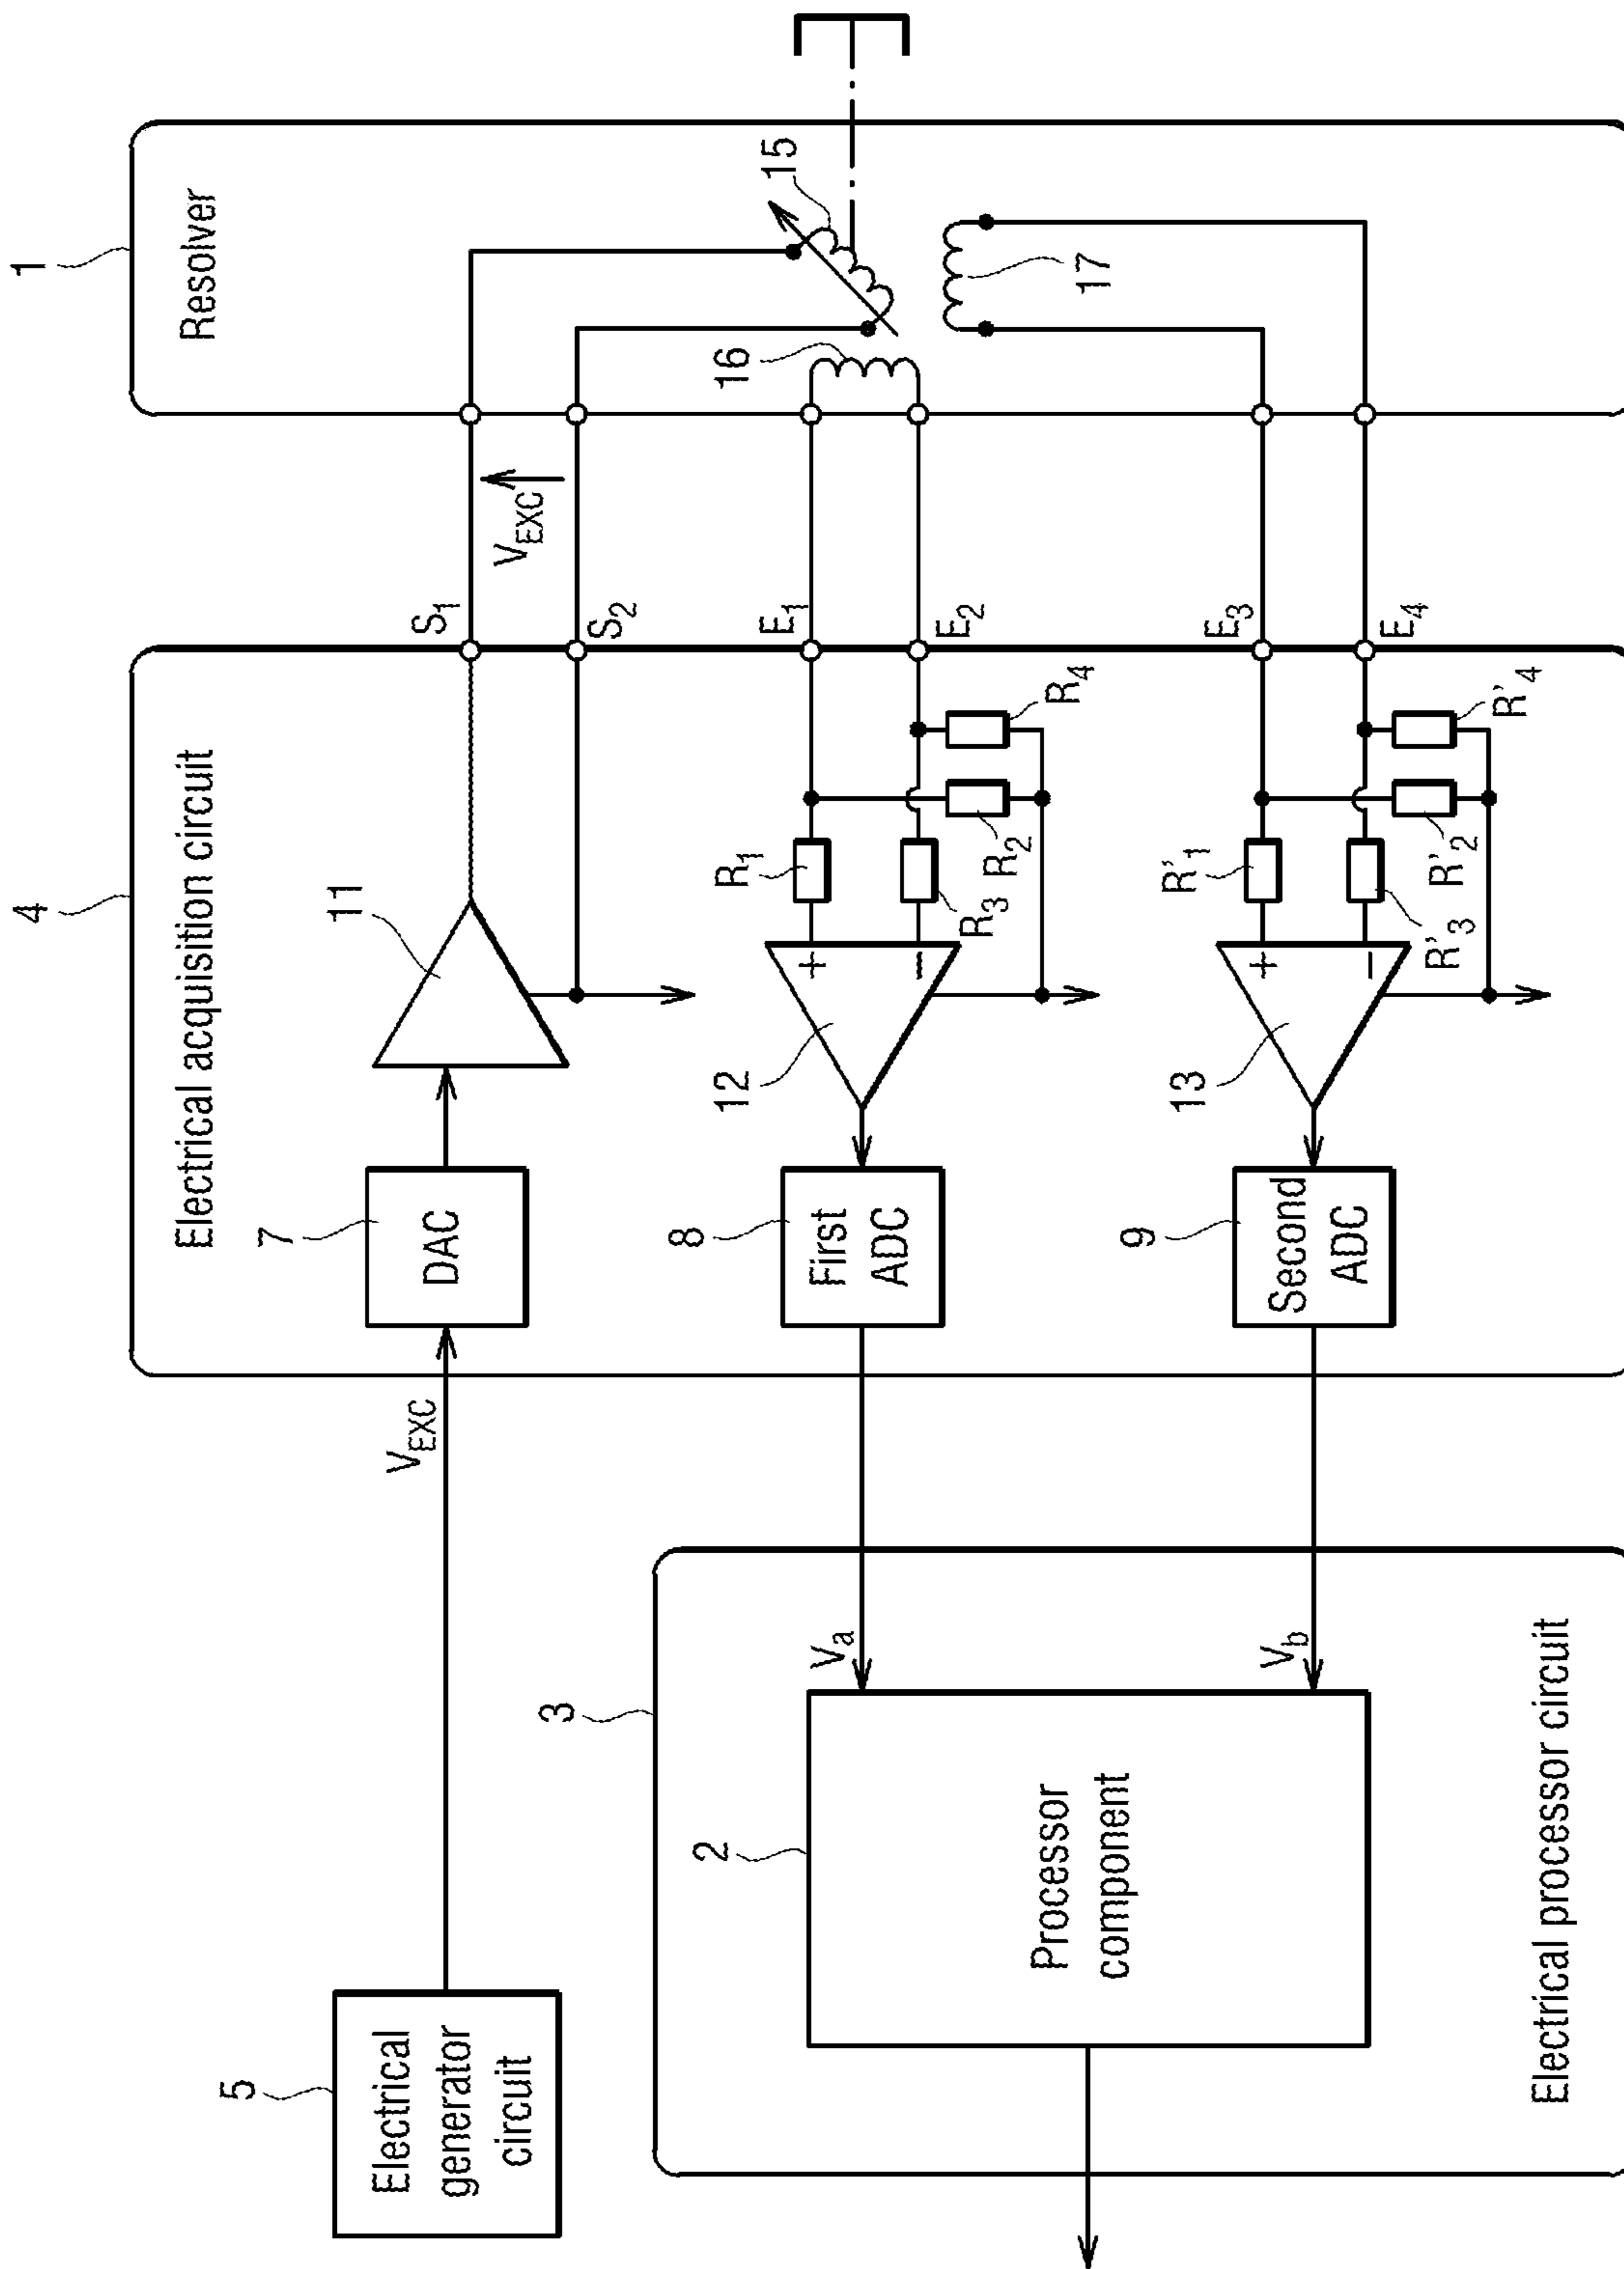 1
Resolver
15
16
17
V_EXC
S₁
S₂
E₁
E₂
E₃
E₄
4
Electrical acquisition circuit
11
R₁
R₂
R₃
R₄
R'₁
R'₂
R'₃
R'₄
+
−
12
+
−
13
7
DAC
8
First
ADC
9
Second
ADC
V_EXC
Vₐ
V_b
3
2
Processor
component
Electrical processor circuit
5
Electrical
generator
circuit